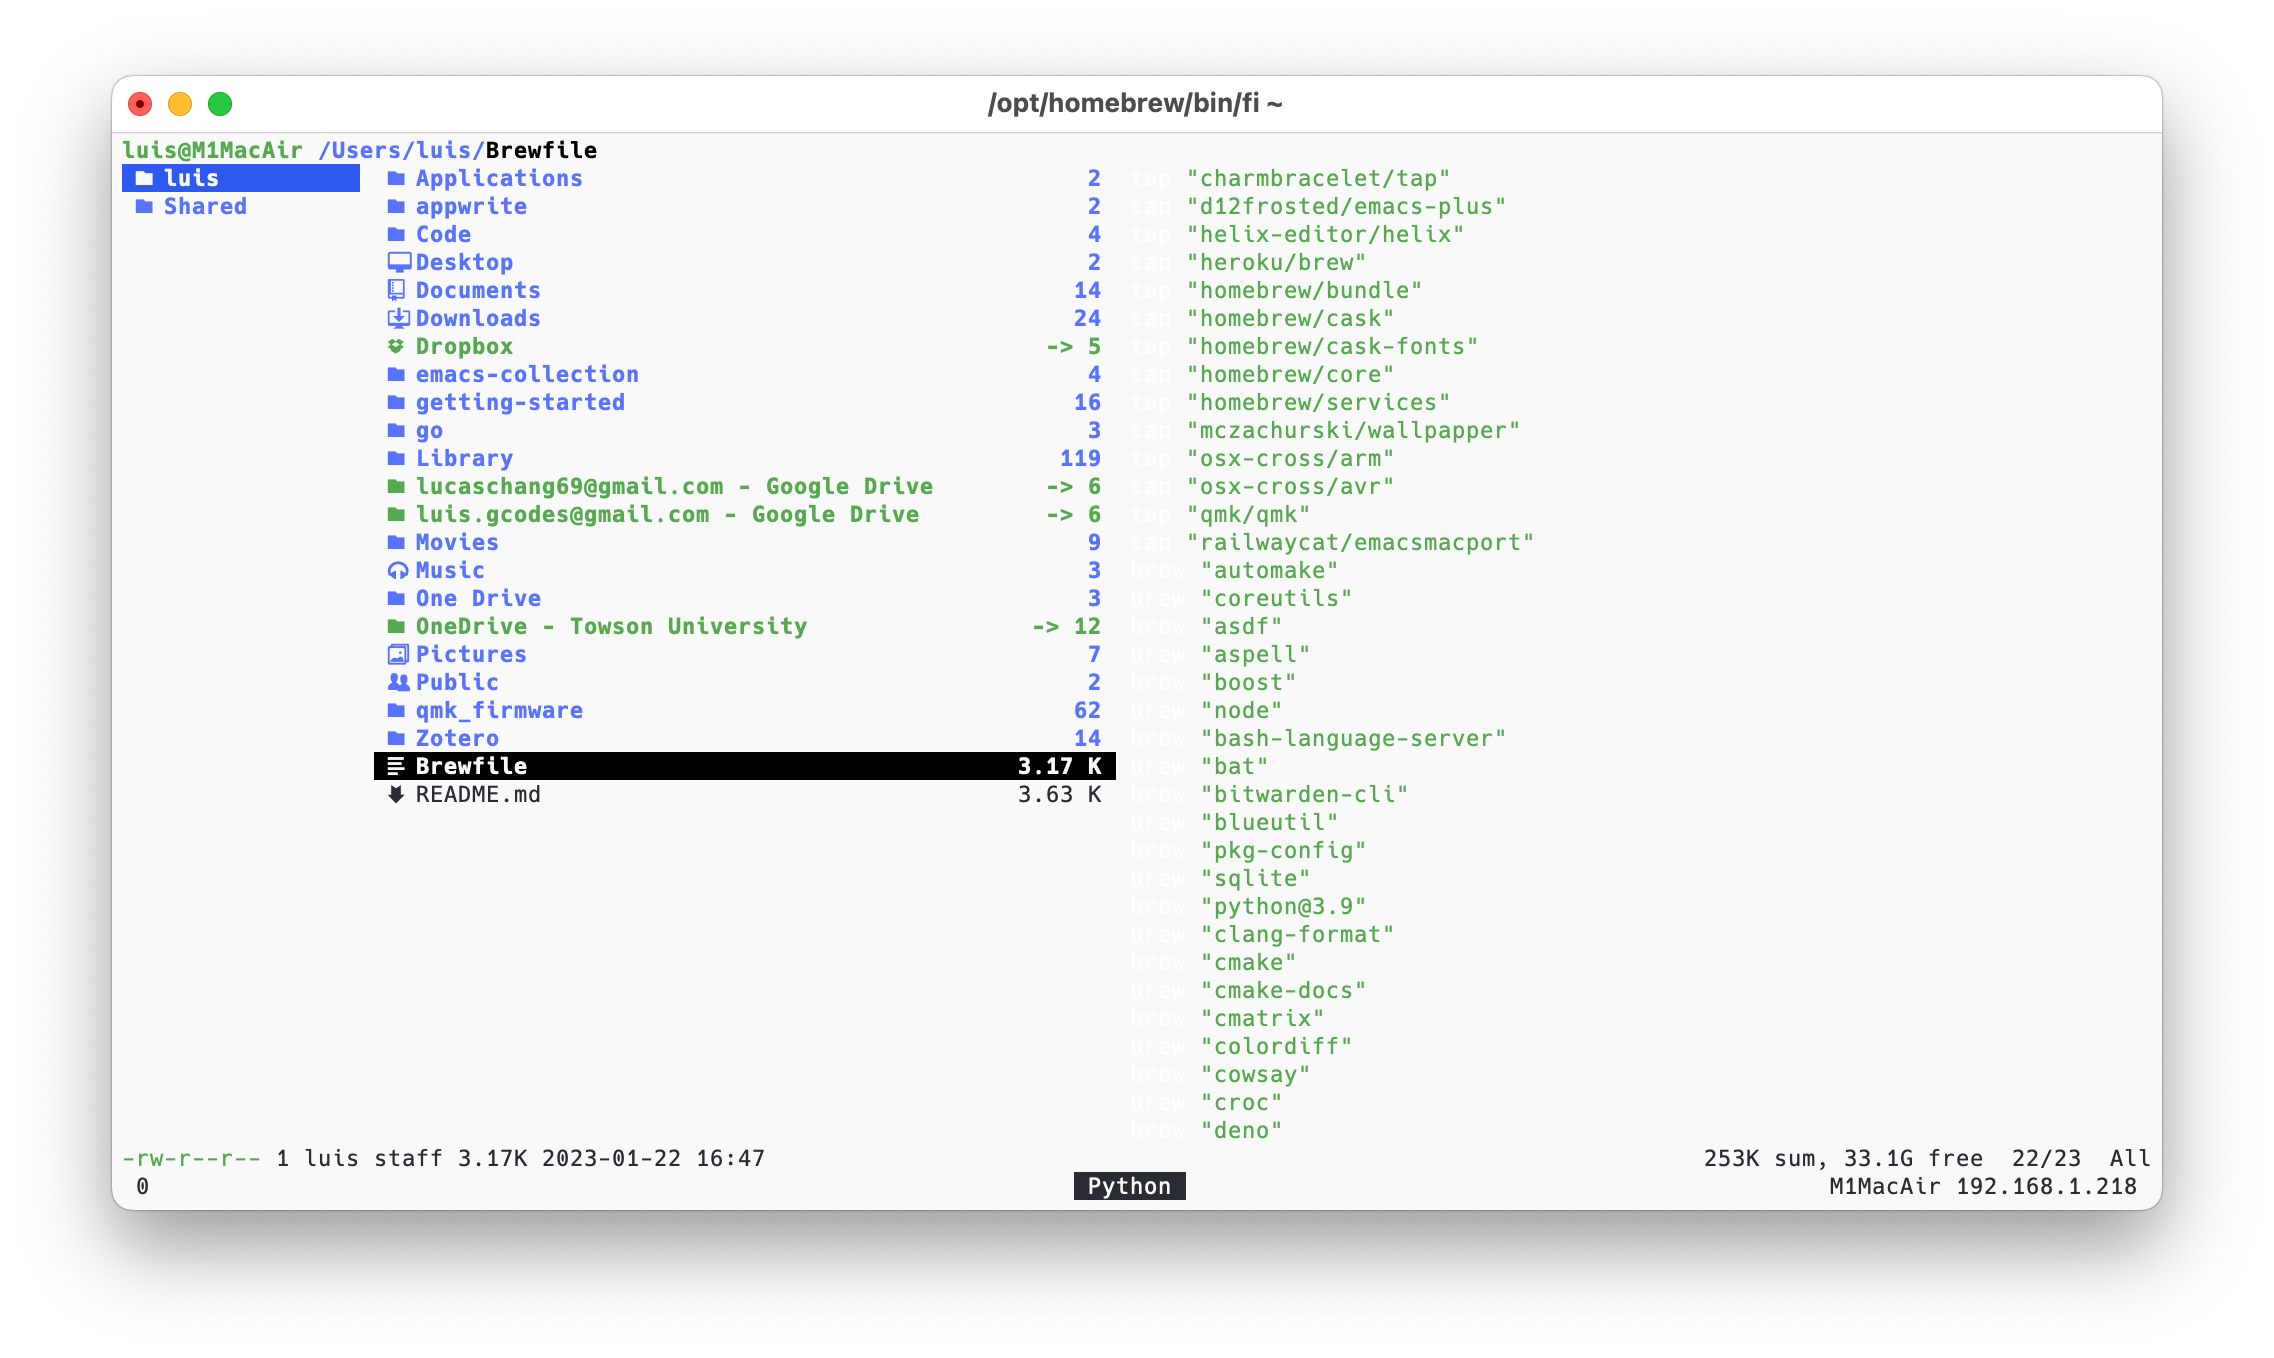 /opt/homebrew/bin/fi ~
luis@M1MacAir /Users/luis/Brewfile
luis
Shared
Applications 2
appwrite 2
Code 4
Desktop 2
Documents 14
Downloads 24
Dropbox -> 5
emacs-collection 4
getting-started 16
go 3
Library 119
lucaschang69@gmail.com - Google Drive -> 6
luis.gcodes@gmail.com - Google Drive -> 6
Movies 9
Music 3
One Drive 3
OneDrive - Towson University -> 12
Pictures 7
Public 2
qmk_firmware 62
Zotero 14
Brewfile 3.17 K
README.md 3.63 K
tap "charmbracelet/tap"
tap "d12frosted/emacs-plus"
tap "helix-editor/helix"
tap "heroku/brew"
tap "homebrew/bundle"
tap "homebrew/cask"
tap "homebrew/cask-fonts"
tap "homebrew/core"
tap "homebrew/services"
tap "mczachurski/wallpapper"
tap "osx-cross/arm"
tap "osx-cross/avr"
tap "qmk/qmk"
tap "railwaycat/emacsmacport"
brew "automake"
brew "coreutils"
brew "asdf"
brew "aspell"
brew "boost"
brew "node"
brew "bash-language-server"
brew "bat"
brew "bitwarden-cli"
brew "blueutil"
brew "pkg-config"
brew "sqlite"
brew "python@3.9"
brew "clang-format"
brew "cmake"
brew "cmake-docs"
brew "cmatrix"
brew "colordiff"
brew "cowsay"
brew "croc"
brew "deno"
-rw-r--r-- 1 luis staff 3.17K 2023-01-22 16:47 253K sum, 33.1G free 22/23 All
0 Python M1MacAir 192.168.1.218